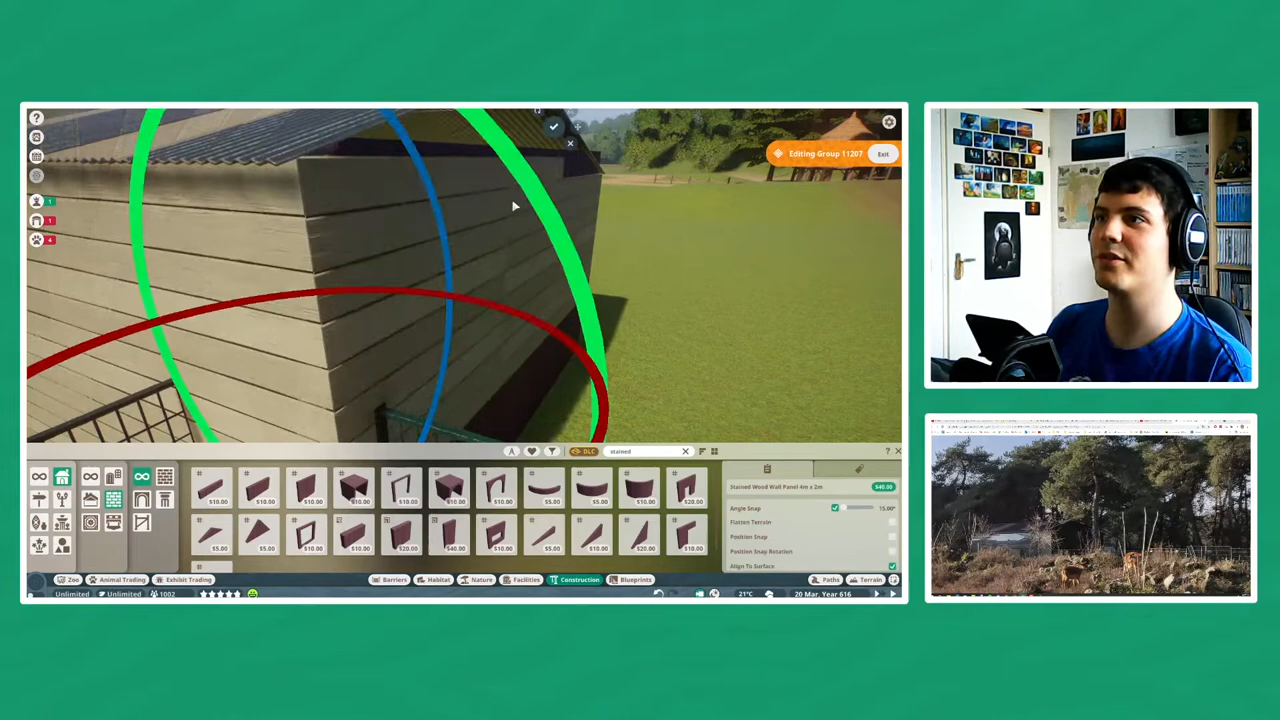 ?
Editing Group 11207
Exit
1
1
4
A
DLC
stained
?
$10.00 $10.00 $10.00 $10.00 $10.00 $10.00 $10.00 $5.00 $5.00 $10.00 $20.00
$5.00 $5.00 $10.00 $10.00 $20.00 $40.00 $10.00 $5.00 $10.00 $20.00 $10.00
Stained Wood Wall Panel 4m x 2m
$40.00
Angle Snap
15.00°
Flatten Terrain
Position Snap
Position Snap Rotation
Align To Surface
Zoo
Animal Trading
Exhibit Trading
Barriers
Habitat
Nature
Facilities
Construction
Blueprints
Paths
Terrain
Unlimited
Unlimited
1002
21°C
20 Mar, Year 616